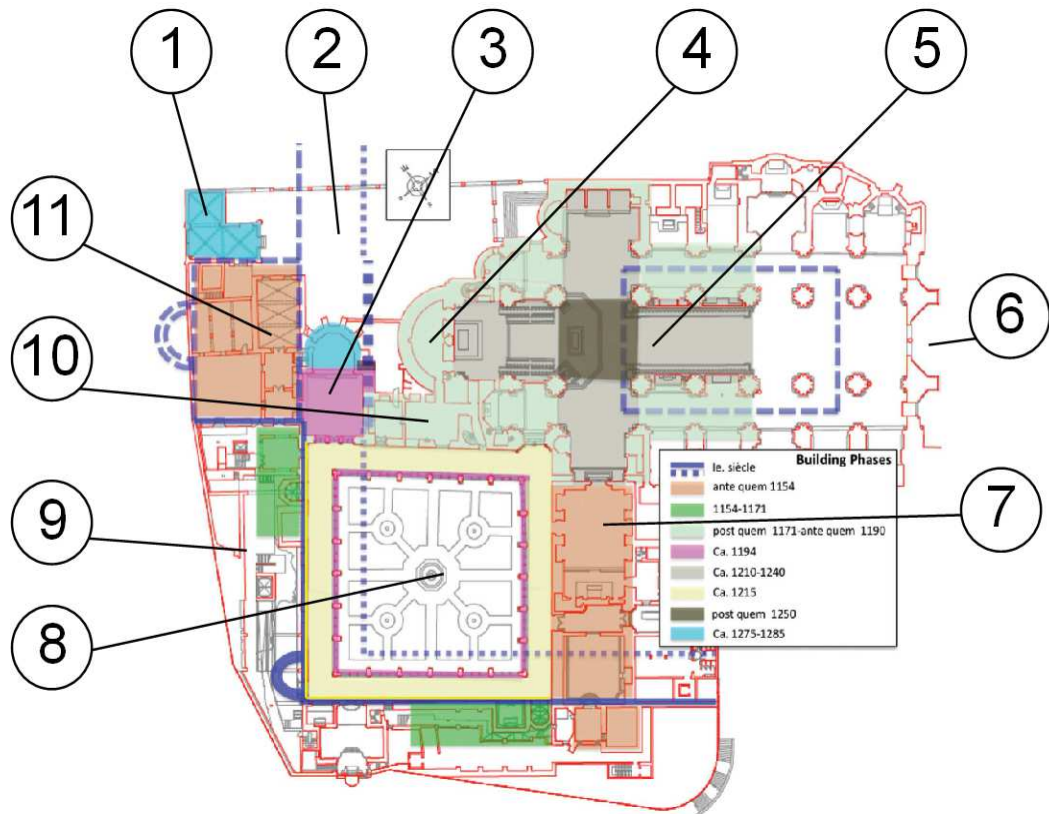 1
2
3
4
5
11
6
10
Building Phases
Ie. siècle
ante quem 1154
1154-1171
post quem 1171-ante quem 1190
Ca. 1194
Ca. 1210-1240
Ca. 1215
post quem 1250
Ca. 1275-1285
9
7
8